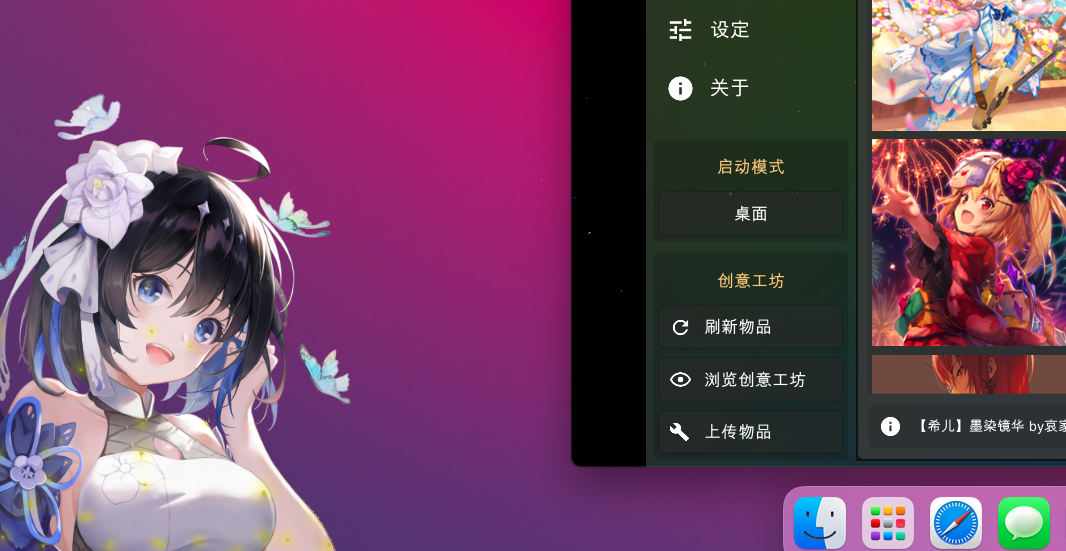 设定
关于
启动模式
桌面
创意工坊
刷新物品
浏览创意工坊
上传物品
【希儿】墨染镜华 by哀家